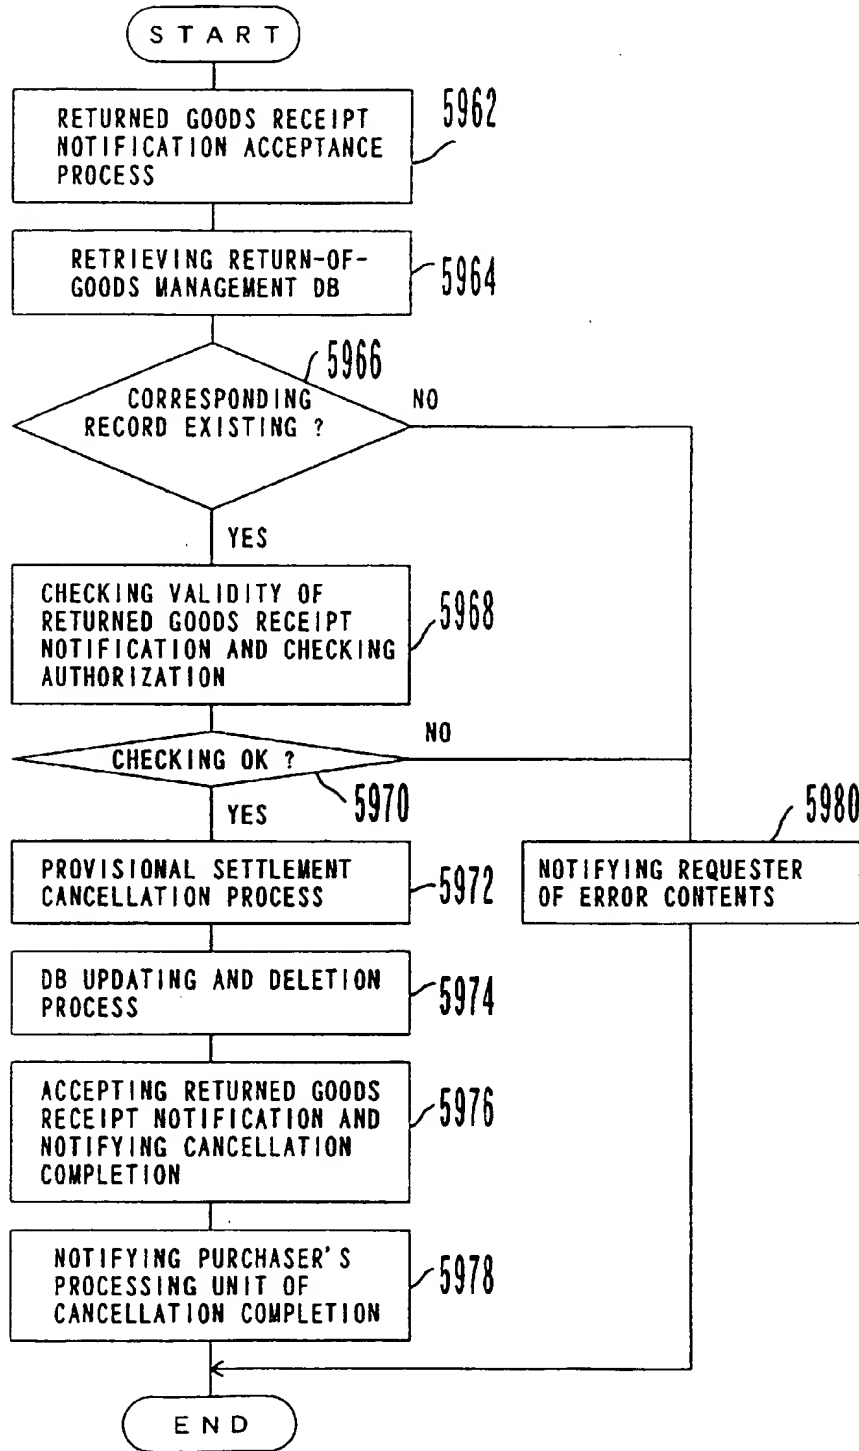 START
RETURNED GOODS RECEIPT
NOTIFICATION ACCEPTANCE
PROCESS
5962
RETRIEVING RETURN-OF-
GOODS MANAGEMENT DB
5964
5966
CORRESPONDING
RECORD EXISTING ?
NO
YES
CHECKING VALIDITY OF
RETURNED GOODS RECEIPT
NOTIFICATION AND CHECKING
AUTHORIZATION
5968
CHECKING OK ?
NO
5970
YES
5980
PROVISIONAL SETTLEMENT
CANCELLATION PROCESS
5972
NOTIFYING REQUESTER
OF ERROR CONTENTS
DB UPDATING AND DELETION
PROCESS
5974
ACCEPTING RETURNED GOODS
RECEIPT NOTIFICATION AND
NOTIFYING CANCELLATION
COMPLETION
5976
NOTIFYING PURCHASER'S
PROCESSING UNIT OF
CANCELLATION COMPLETION
5978
END